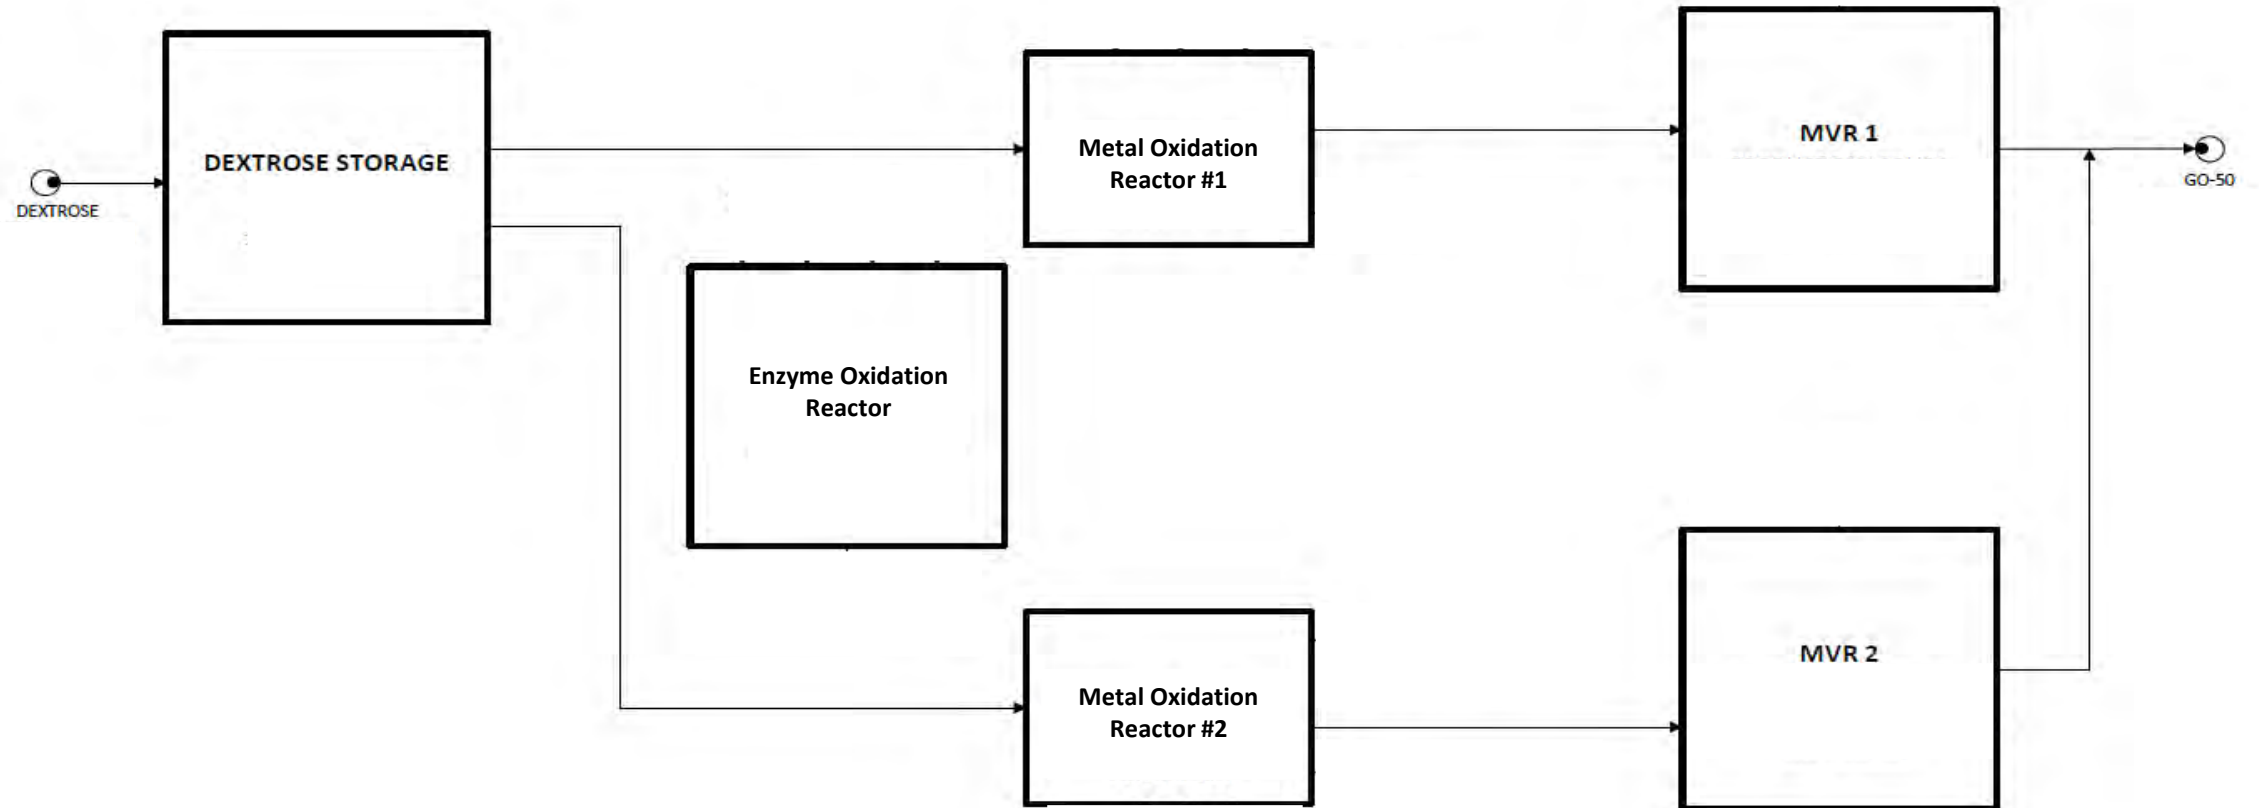 DEXTROSE
DEXTROSE STORAGE
Metal Oxidation
Reactor #1
MVR 1
GO-50
Enzyme Oxidation
Reactor
Metal Oxidation
Reactor #2
MVR 2